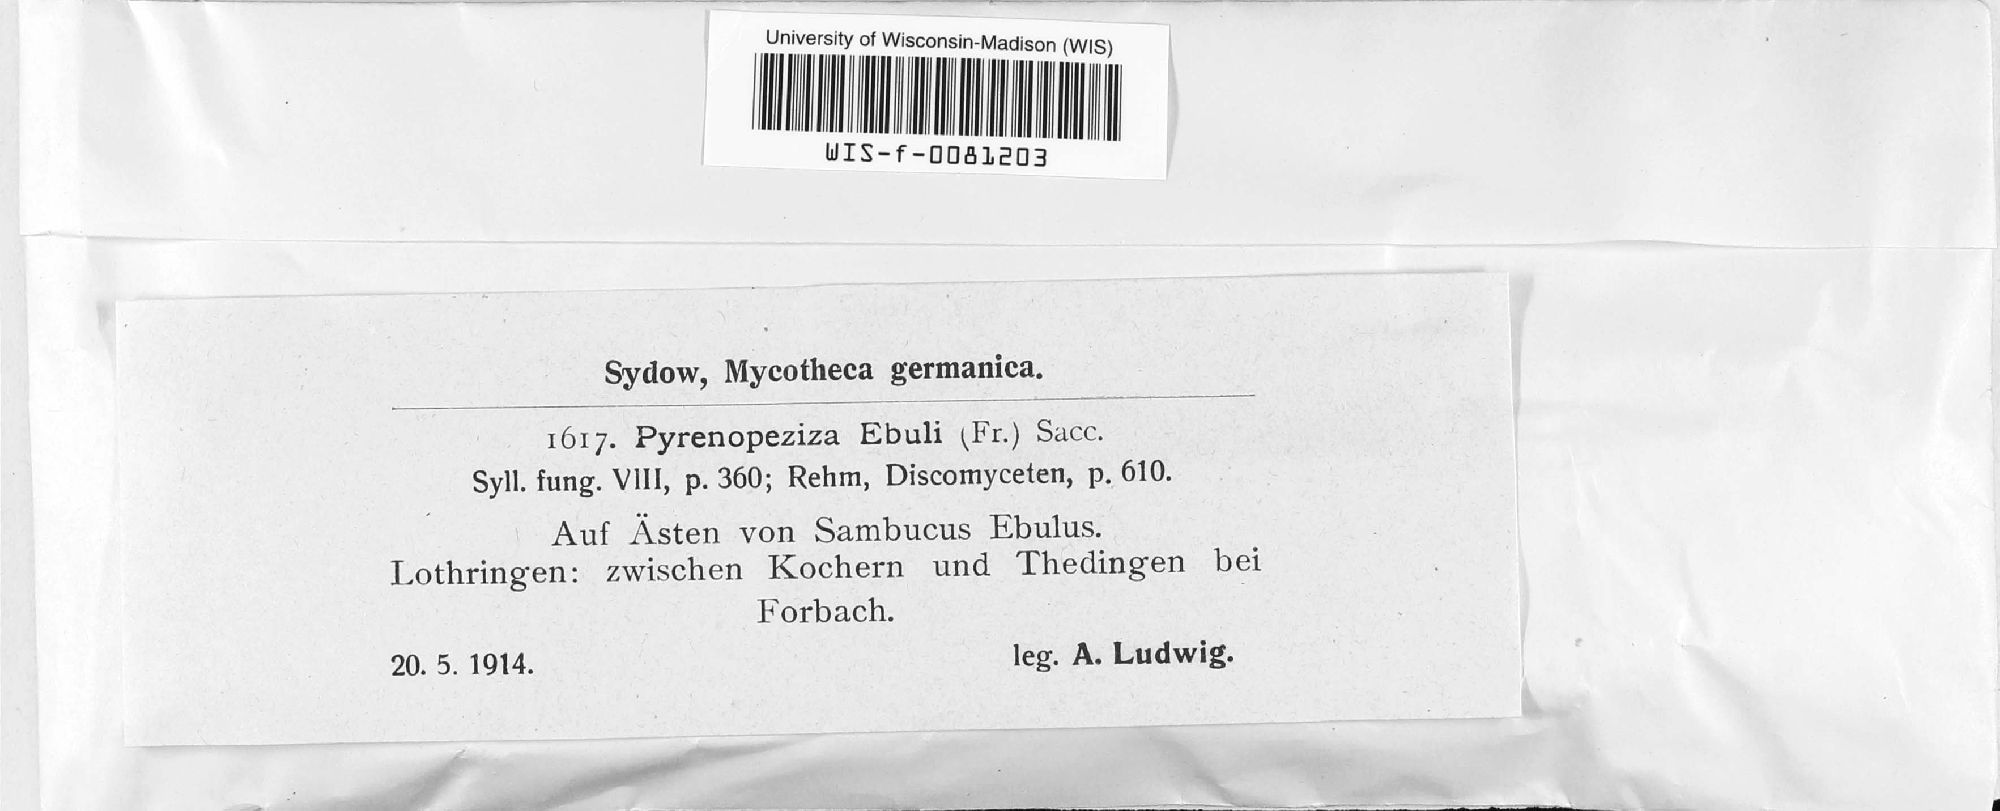 University of Wisconsin-Madison (WIS)
WIS-f-0081203
Sydow, Mycotheca germanica.
1617. Pyrenopeziza Ebuli (Fr.) Sacc.
Syll. fung. VIII, p. 360; Rehm, Discomyceten, p. 610.
Auf Ästen von Sambucus Ebulus.
Lothringen: zwischen Kochern und Thedingen bei
Forbach.
20. 5. 1914. leg. A. Ludwig.